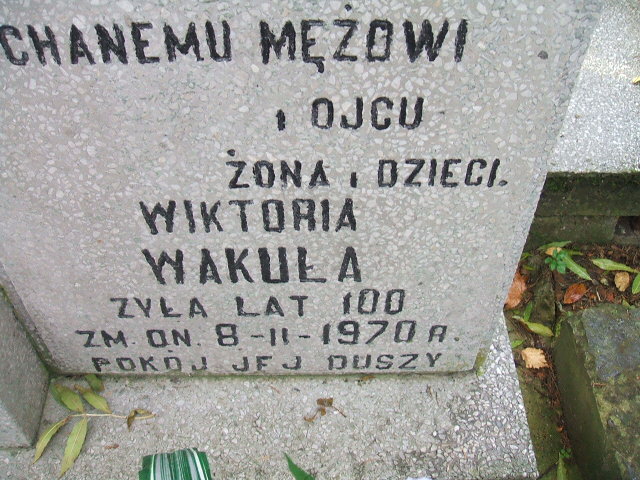 CHANEMU MĘŻOWI
i OJCU
ŻONA i DZIECI.
WIKTORIA
WAKUŁA
ŻYŁA LAT 100
ZM. DN. 8-II-1970 R.
POKÓJ JEJ DUSZY